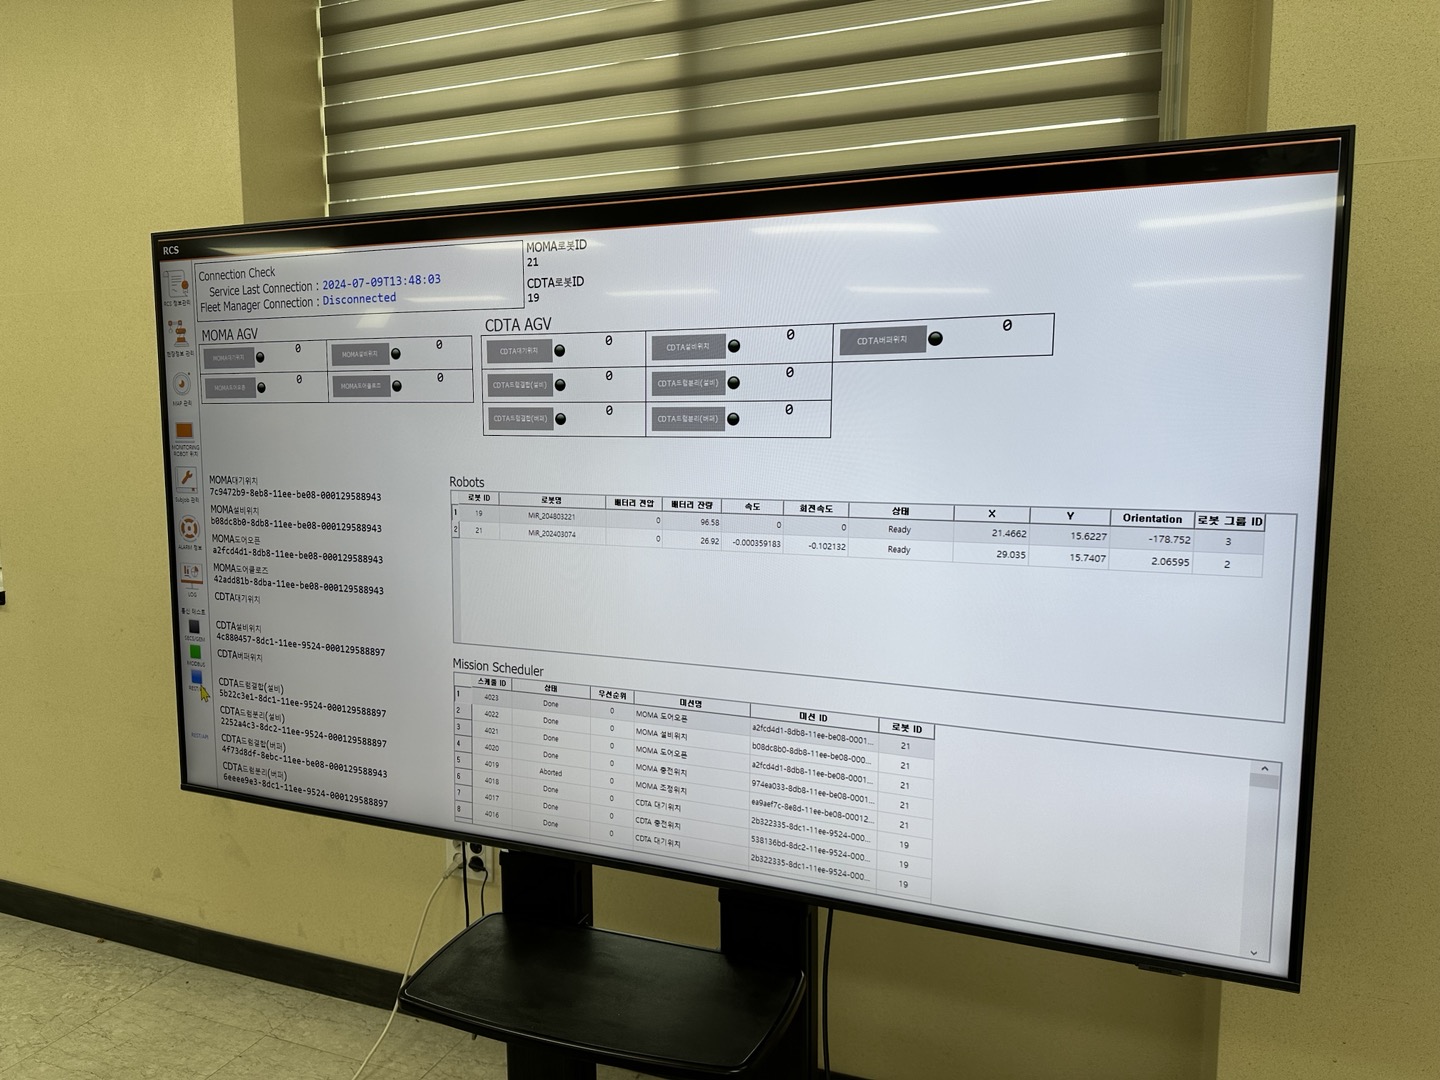 RCS
Connection Check
Service Last Connection : 2024-07-09T13:48:03
Fleet Manager Connection : Disconnected
MOMA로봇ID
21
CDTA로봇ID
19
MOMA AGV
MOMA대기위치 0 MOMA설비위치 0
MOMA도어오픈 0 MOMA도어클로즈 0
CDTA AGV
CDTA대기위치 0 CDTA설비위치 0 CDTA버퍼위치 0
CDTA드럼결합(설비) 0 CDTA드럼분리(설비) 0
CDTA드럼결합(버퍼) 0 CDTA드럼분리(버퍼) 0
RCS 정보관리
현장정보 관리
MAP 관리
MONITORING
ROBOT 위치
SubJob 관리
ALARM 정보
LOG
통신 테스트
SECS/GEM
MODBUS
REST API
MOMA대기위치
7c9472b9-8eb8-11ee-be08-000129588943
MOMA설비위치
b08dc8b0-8db8-11ee-be08-000129588943
MOMA도어오픈
a2fcd4d1-8db8-11ee-be08-000129588943
MOMA도어클로즈
42add81b-8dba-11ee-be08-000129588943
CDTA대기위치
CDTA설비위치
4c880457-8dc1-11ee-9524-000129588897
CDTA버퍼위치
CDTA드럼결합(설비)
5b22c3e1-8dc1-11ee-9524-000129588897
CDTA드럼분리(설비)
2252a4c3-8dc2-11ee-9524-000129588897
CDTA드럼결합(버퍼)
4f73d8df-8ebc-11ee-be08-000129588943
CDTA드럼분리(버퍼)
6eeee9e3-8dc1-11ee-9524-000129588897
Robots
로봇 ID 로봇명 배터리 전압 배터리 잔량 속도 회전속도 상태 X Y Orientation 로봇 그룹 ID
1 19 MiR_204803221 0 96.58 0 0 Ready 21.4662 15.6227 -178.752 3
2 21 MiR_202403074 0 26.92 -0.000359183 -0.102132 Ready 29.035 15.7407 2.06595 2
Mission Scheduler
스케줄 ID 상태 우선순위 미션명 미션 ID 로봇 ID
1 4023 Done 0 MOMA 도어오픈 a2fcd4d1-8db8-11ee-be08-0001... 21
2 4022 Done 0 MOMA 설비위치 b08dc8b0-8db8-11ee-be08-000... 21
3 4021 Done 0 MOMA 도어오픈 a2fcd4d1-8db8-11ee-be08-0001... 21
4 4020 Done 0 MOMA 충전위치 974ea033-8db8-11ee-be08-0001... 21
5 4019 Aborted 0 MOMA 조정위치 ea9aef7c-8e8d-11ee-be08-00012... 21
6 4018 Done 0 CDTA 대기위치 2b322335-8dc1-11ee-9524-000... 19
7 4017 Done 0 CDTA 충전위치 538136bd-8dc2-11ee-9524-000... 19
8 4016 Done 0 CDTA 대기위치 2b322335-8dc1-11ee-9524-000... 19